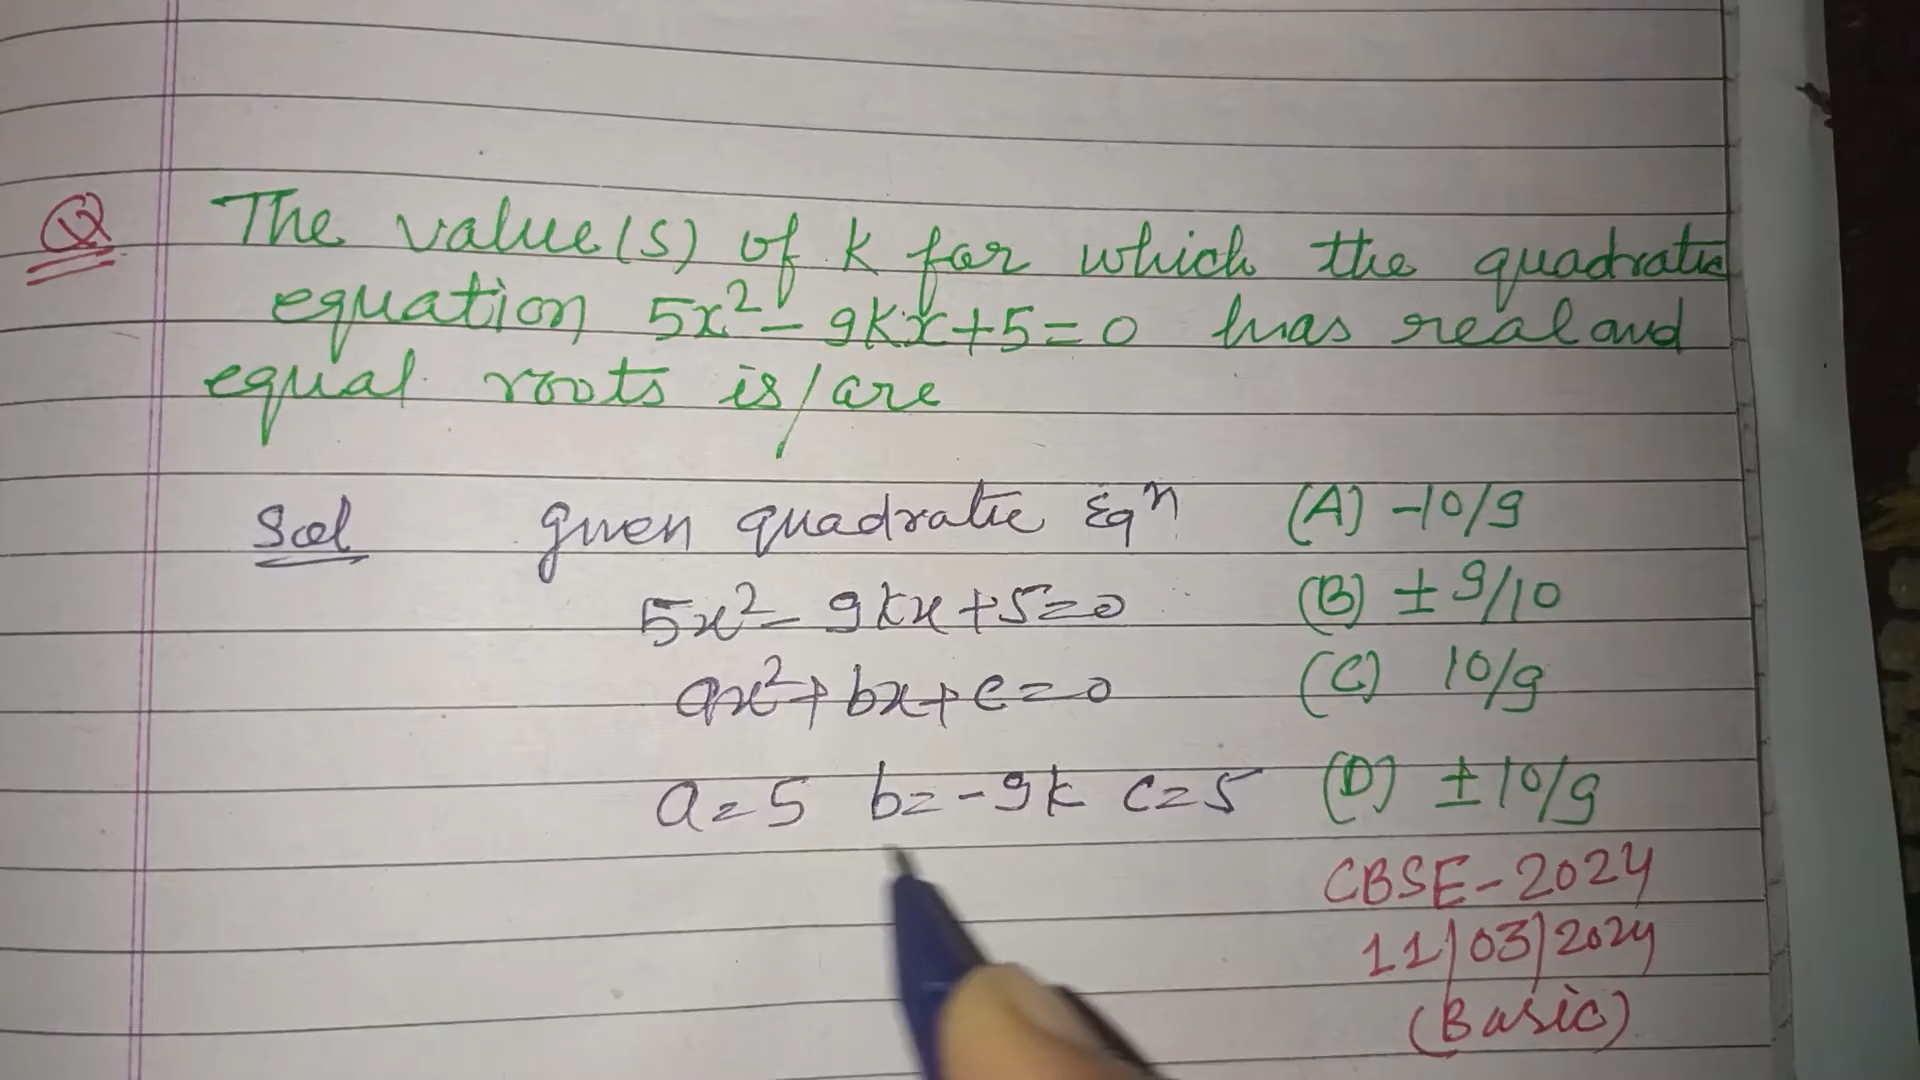 Q The value(s) of k for which the quadratic
equation 5x² - 9kx + 5 = 0 has real and
equal roots is/are
Sol given quadratic Eqⁿ (A) -10/9
5x² - 9kx + 5 = 0 (B) ± 9/10
ax² + bx + c = 0 (C) 10/9
a = 5 b = -9k c = 5 (D) ± 10/9
CBSE-2024
11/03/2024
(Basic)